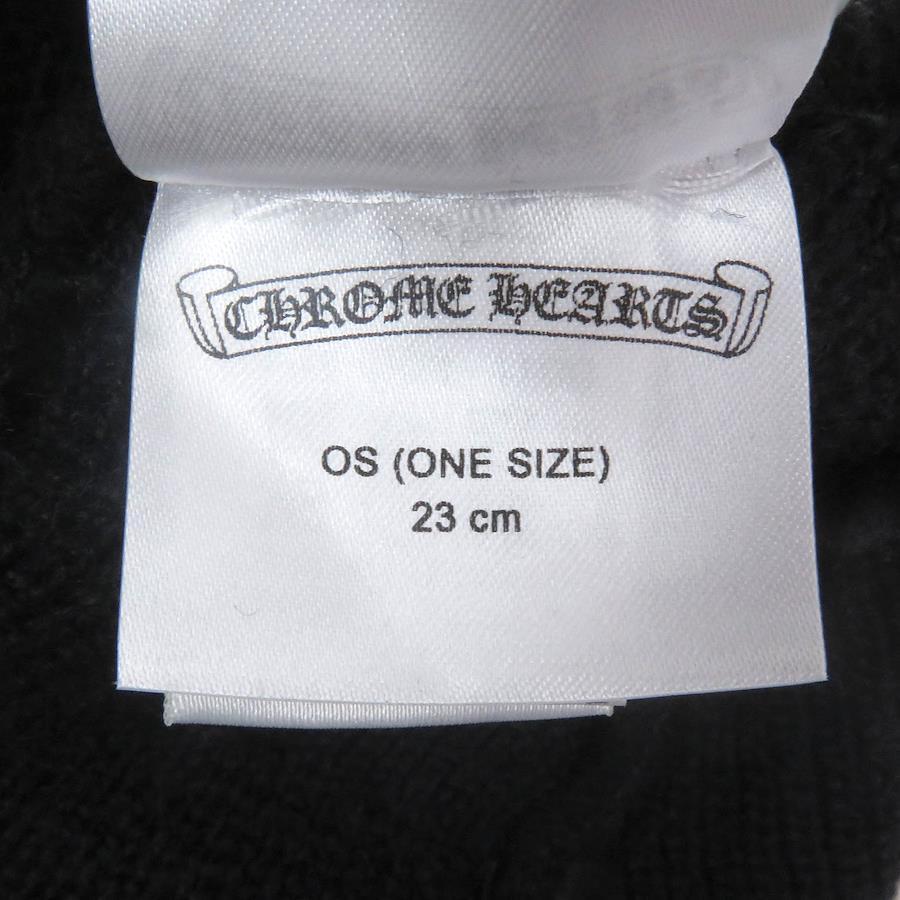 CHROME HEARTS
OS (ONE SIZE)
23 cm